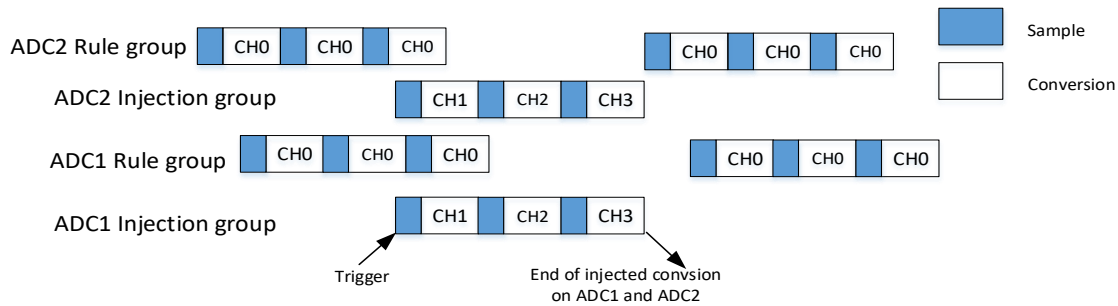 ADC2 Rule group CH0 CH0 CH0 CH0 CH0 CH0 Sample
ADC2 Injection group CH1 CH2 CH3 Conversion
ADC1 Rule group CH0 CH0 CH0 CH0 CH0 CH0
ADC1 Injection group CH1 CH2 CH3
Trigger
End of injected convsion
on ADC1 and ADC2